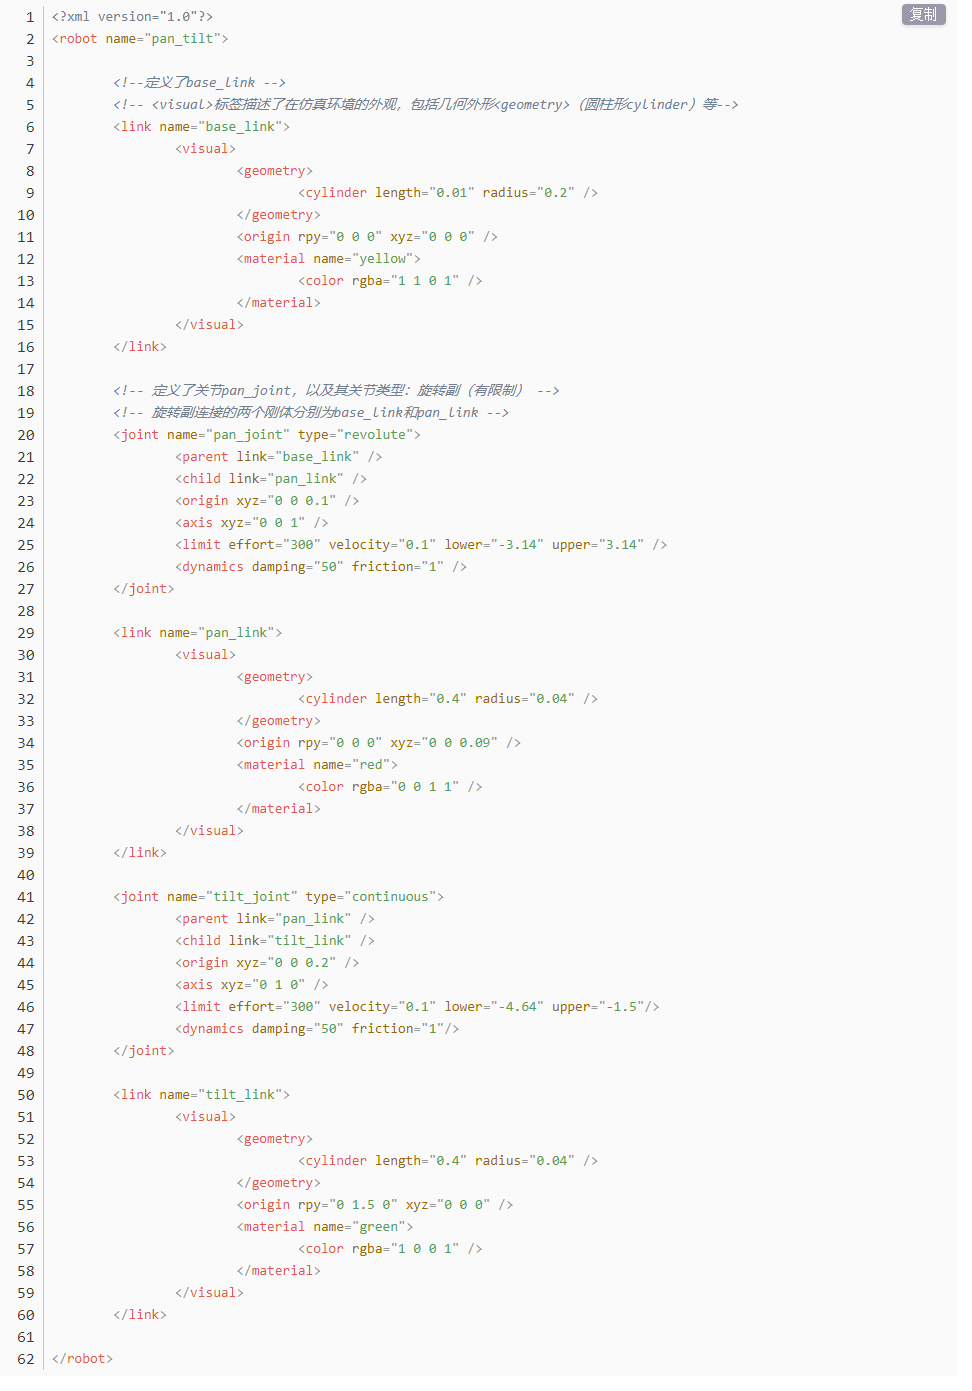 复制
1 <?xml version="1.0"?>
2 <robot name="pan_tilt">
3
4 <!--定义了base_link -->
5 <!-- <visual>标签描述了在仿真环境的外观，包括几何外形<geometry>（圆柱形cylinder）等-->
6 <link name="base_link">
7 <visual>
8 <geometry>
9 <cylinder length="0.01" radius="0.2" />
10 </geometry>
11 <origin rpy="0 0 0" xyz="0 0 0" />
12 <material name="yellow">
13 <color rgba="1 1 0 1" />
14 </material>
15 </visual>
16 </link>
17
18 <!-- 定义了关节pan_joint，以及其关节类型：旋转副（有限制） -->
19 <!-- 旋转副连接的两个刚体分别为base_link和pan_link -->
20 <joint name="pan_joint" type="revolute">
21 <parent link="base_link" />
22 <child link="pan_link" />
23 <origin xyz="0 0 0.1" />
24 <axis xyz="0 0 1" />
25 <limit effort="300" velocity="0.1" lower="-3.14" upper="3.14" />
26 <dynamics damping="50" friction="1" />
27 </joint>
28
29 <link name="pan_link">
30 <visual>
31 <geometry>
32 <cylinder length="0.4" radius="0.04" />
33 </geometry>
34 <origin rpy="0 0 0" xyz="0 0 0.09" />
35 <material name="red">
36 <color rgba="0 0 1 1" />
37 </material>
38 </visual>
39 </link>
40
41 <joint name="tilt_joint" type="continuous">
42 <parent link="pan_link" />
43 <child link="tilt_link" />
44 <origin xyz="0 0 0.2" />
45 <axis xyz="0 1 0" />
46 <limit effort="300" velocity="0.1" lower="-4.64" upper="-1.5"/>
47 <dynamics damping="50" friction="1"/>
48 </joint>
49
50 <link name="tilt_link">
51 <visual>
52 <geometry>
53 <cylinder length="0.4" radius="0.04" />
54 </geometry>
55 <origin rpy="0 1.5 0" xyz="0 0 0" />
56 <material name="green">
57 <color rgba="1 0 0 1" />
58 </material>
59 </visual>
60 </link>
61
62 </robot>